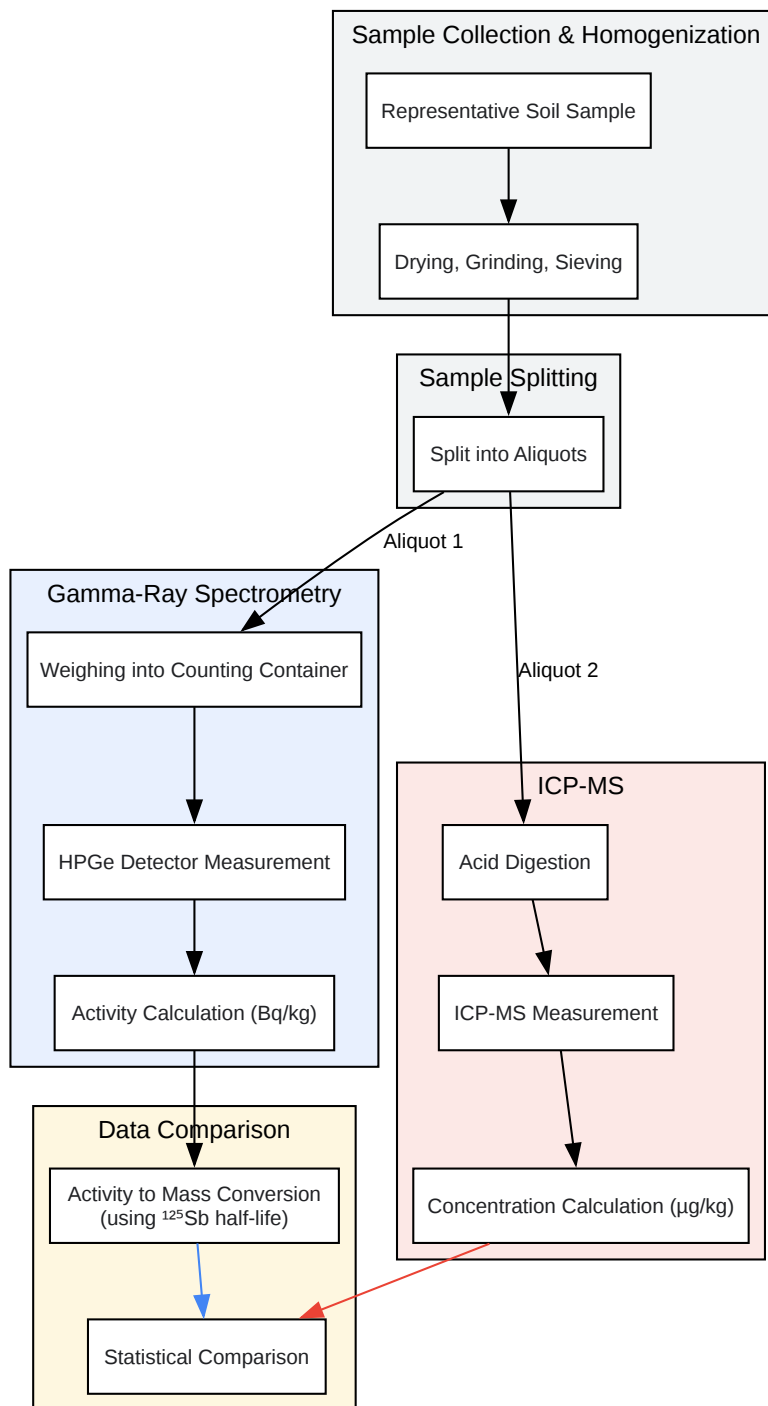 Sample Collection & Homogenization
Representative Soil Sample
Drying, Grinding, Sieving
Sample Splitting
Split into Aliquots
Aliquot 1
Gamma-Ray Spectrometry
Weighing into Counting Container
Aliquot 2
ICP-MS
HPGe Detector Measurement
Acid Digestion
Activity Calculation (Bq/kg)
ICP-MS Measurement
Data Comparison
Activity to Mass Conversion
(using ¹²⁵Sb half-life)
Concentration Calculation (µg/kg)
Statistical Comparison